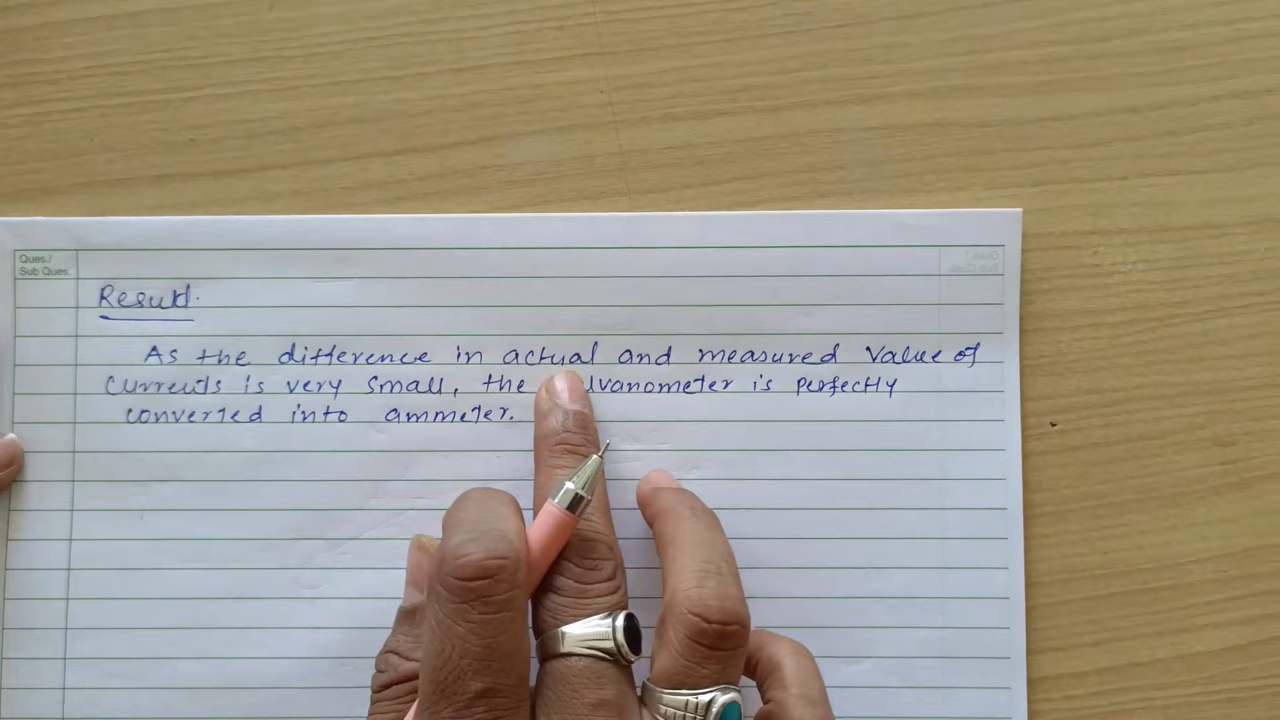 Ques./
Sub Ques.
Result.
As the difference in actual and measured value of
currents is very small, the lvanometer is perfectly
converted into ammeter.